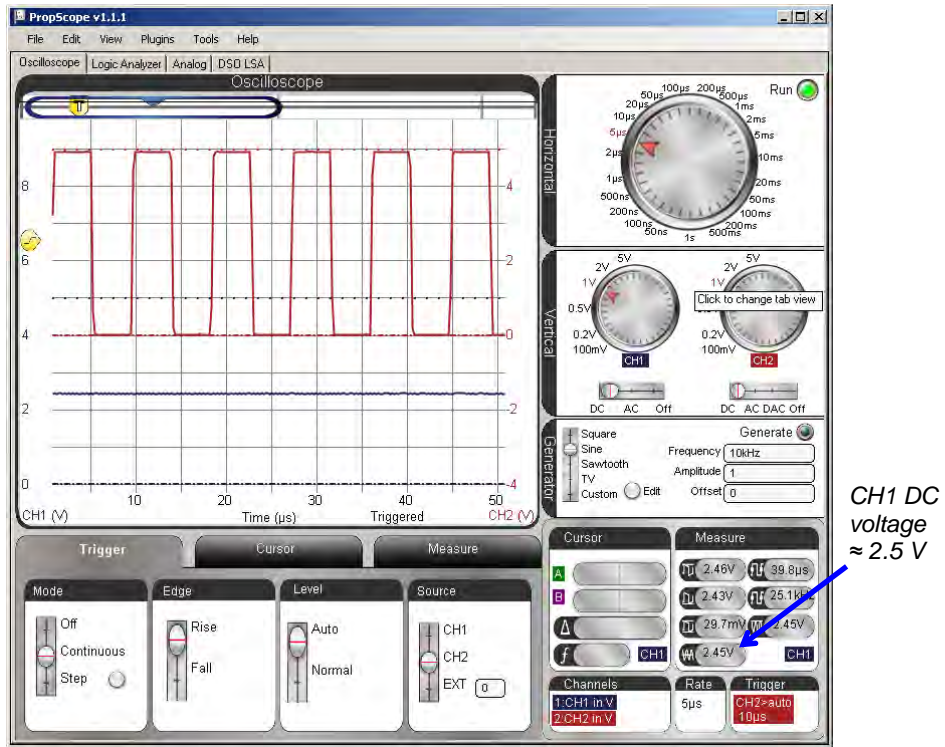 PropScope v1.1.1
File Edit View Plugins Tools Help
Oscilloscope Logic Analyzer Analog DSO LSA
Oscilloscope
T
8
6
4
2
0
4
2
0
-2
-4
10 20 30 40 50
CH1 (V) Time (µs) Triggered CH2 (V)
Horizontal
Run
50µs 100µs 200µs 500µs
20µs 1ms
10µs 2ms
5µs 5ms
2µs 10ms
1µs 20ms
500ns 50ms
200ns 100ms
100ns 200ms
50ns 1s 500ms
Vertical
5V
2V
1V
0.5V
0.2V
100mV
CH1
DC AC Off
5V
2V
1V
Click to change tab view
0.2V
100mV
CH2
DC AC DAC Off
Generator
Square
Sine
Sawtooth
TV
Custom Edit
Generate
Frequency 10kHz
Amplitude 1
Offset 0
CH1 DC
voltage
≈ 2.5 V
Trigger Cursor Measure
Mode
Off
Continuous
Step
Edge
Rise
Fall
Level
Auto
Normal
Source
CH1
CH2
EXT 0
Cursor
A
B
Δ
f CH1
Measure
2.46V 39.8µs
2.43V 25.1kHz
29.7mV 2.45V
2.45V CH1
Channels
1:CH1 in V
2:CH2 in V
Rate
5µs
Trigger
CH2>auto
10µs